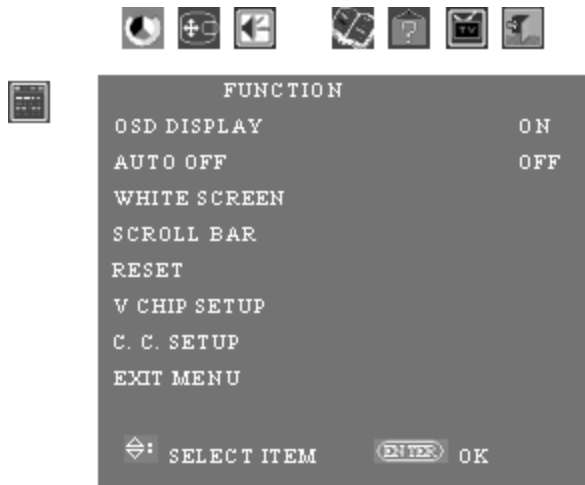 TV
?
FUNCTION
OSD DISPLAY ON
AUTO OFF OFF
WHITE SCREEN
SCROLL BAR
RESET
V CHIP SETUP
C. C. SETUP
EXIT MENU
: SELECT ITEM ENTER OK